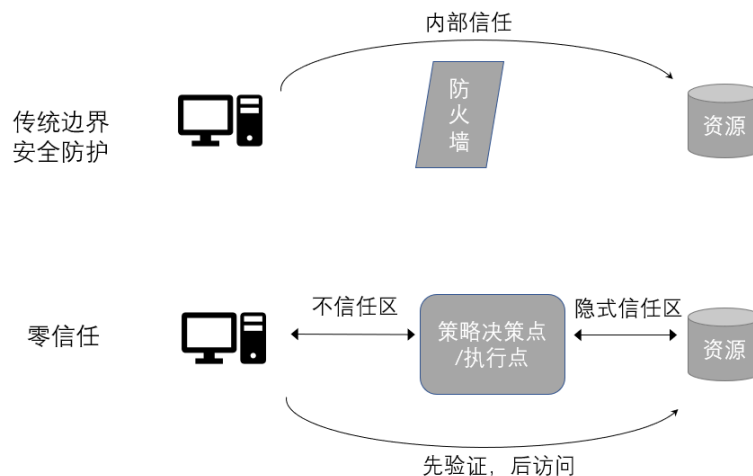 内部信任
传统边界
安全防护
防
火
墙
资源
零信任
不信任区
策略决策点
/执行点
隐式信任区
资源
先验证，后访问